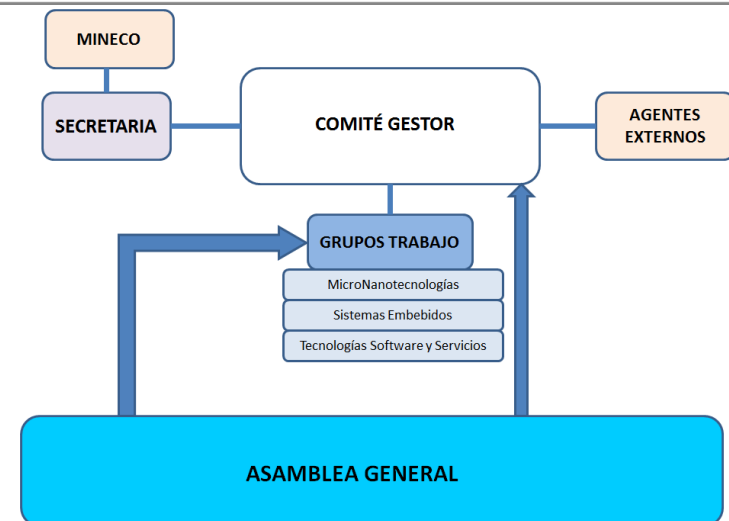 MINECO
SECRETARIA
COMITÉ GESTOR
AGENTES
EXTERNOS
GRUPOS TRABAJO
MicroNanotecnologías
Sistemas Embebidos
Tecnologías Software y Servicios
ASAMBLEA GENERAL